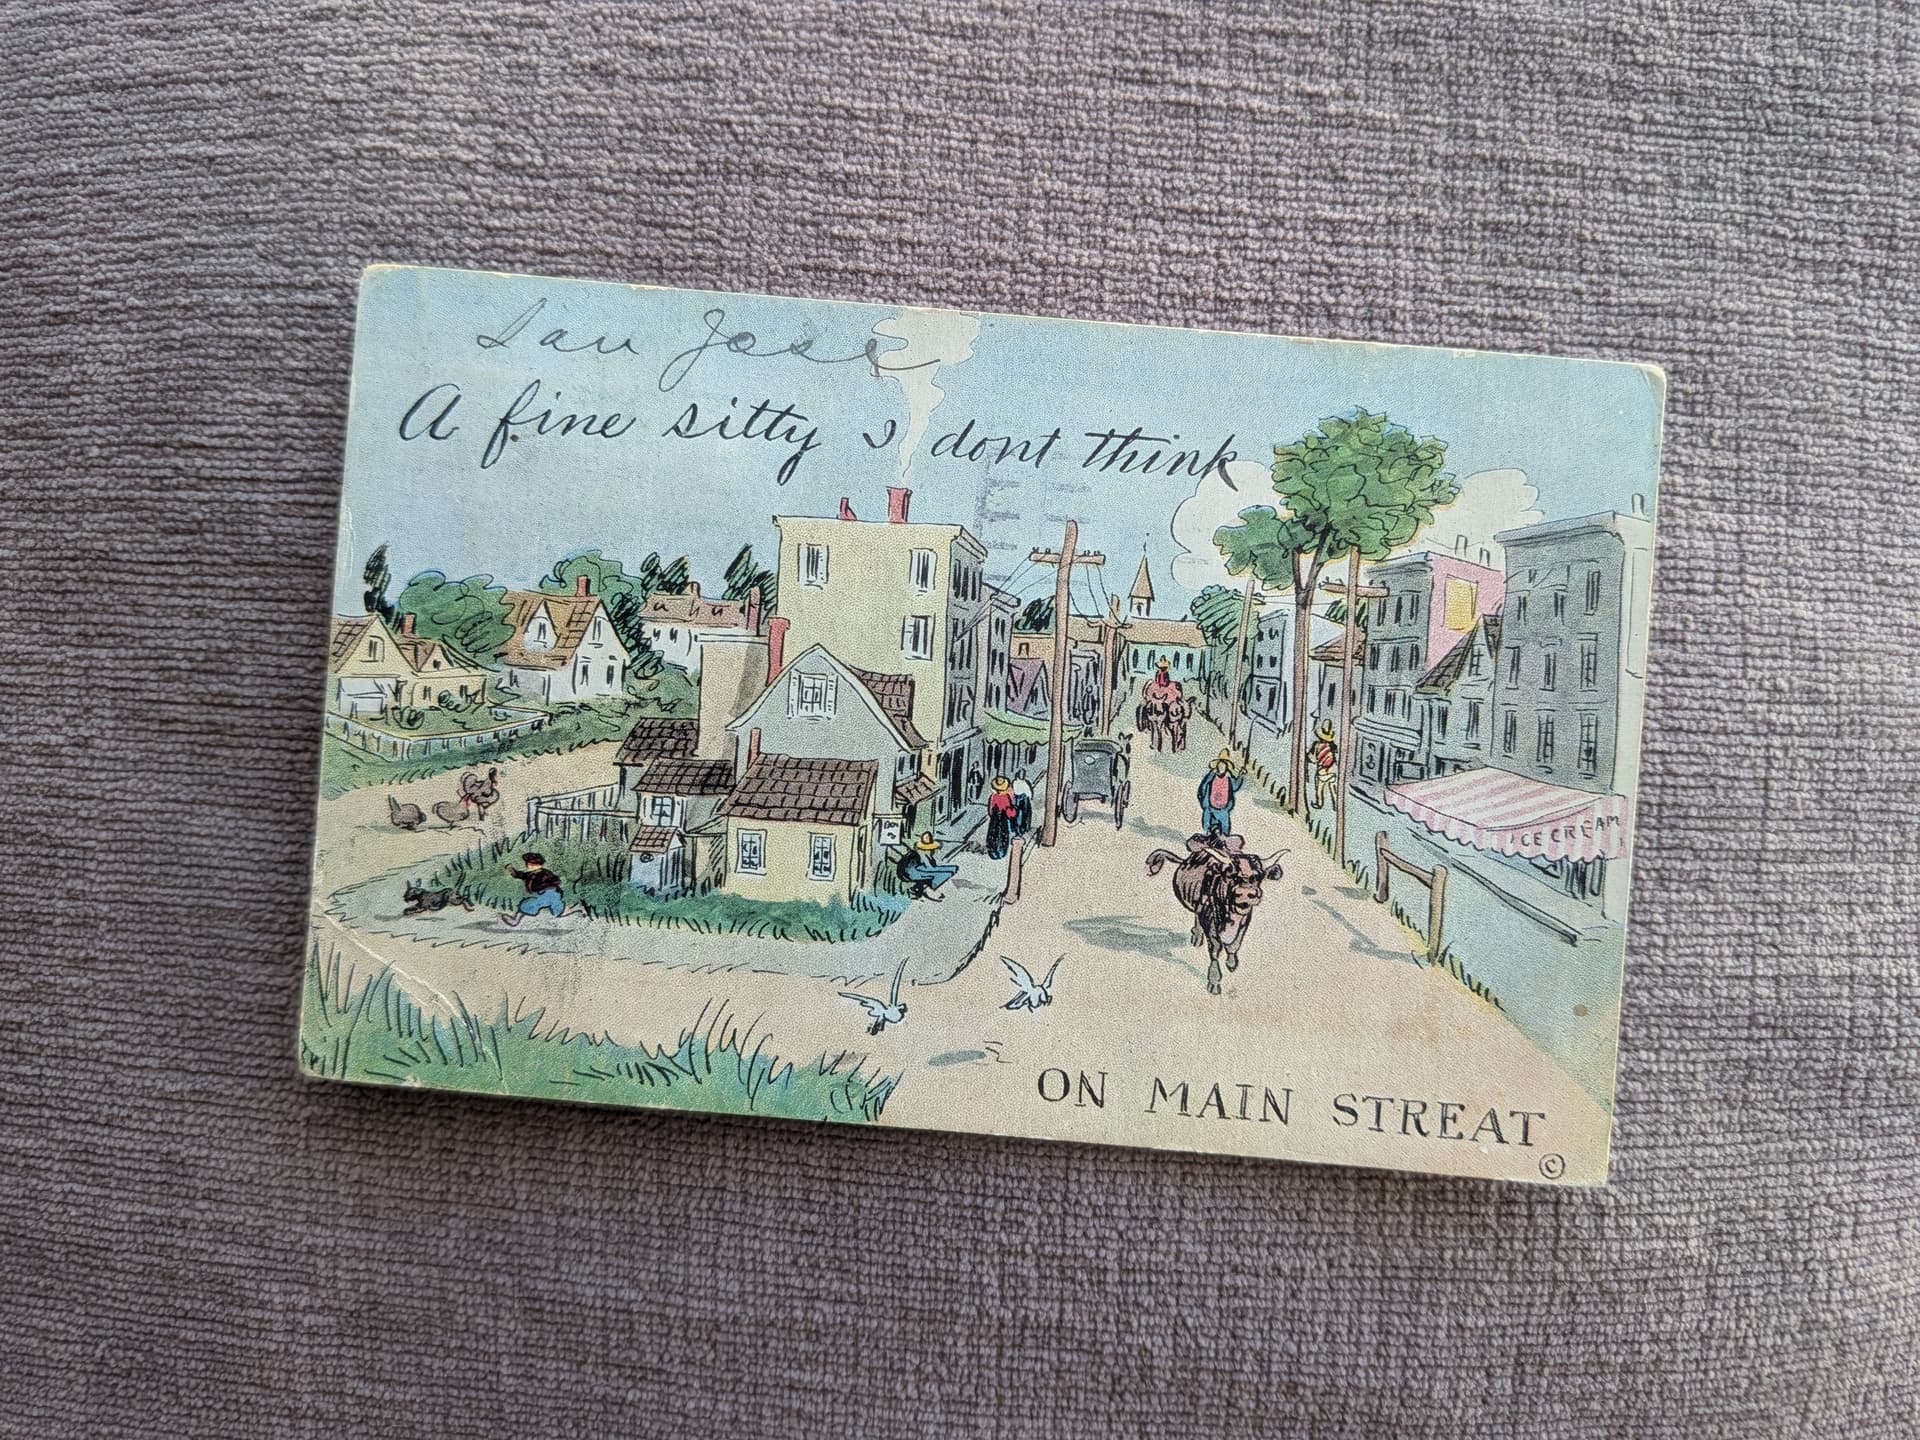 San Jose
A fine sitty I dont think
ICE CREAM
ON MAIN STREAT
©